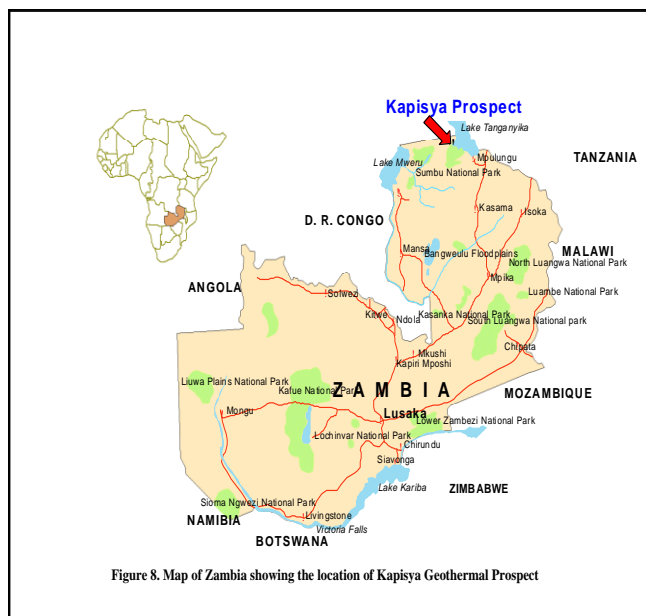 Kapisya Prospect
Lake Tanganyika
Lake Mweru
Mpulungu
TANZANIA
Sumbu National Park
Kasama
Isoka
D. R. CONGO
Mansa
Bangweulu Floodplains
MALAWI
North Luangwa National Park
Mpika
ANGOLA
Luambe National Park
Solwezi
Kitwe
Ndola
Kasanka National Park
South Luangwa National park
Chipata
Mkushi
Kapiri Mposhi
Liuwa Plains National Park
Kafue National Park
ZAMBIA
MOZAMBIQUE
Mongu
Lusaka
Lower Zambezi National Park
Lochinvar National Park
Chirundu
Siavonga
Lake Kariba
ZIMBABWE
Sioma Ngwezi National Park
Livingstone
NAMIBIA
Victoria Falls
BOTSWANA
Figure 8. Map of Zambia showing the location of Kapisya Geothermal Prospect